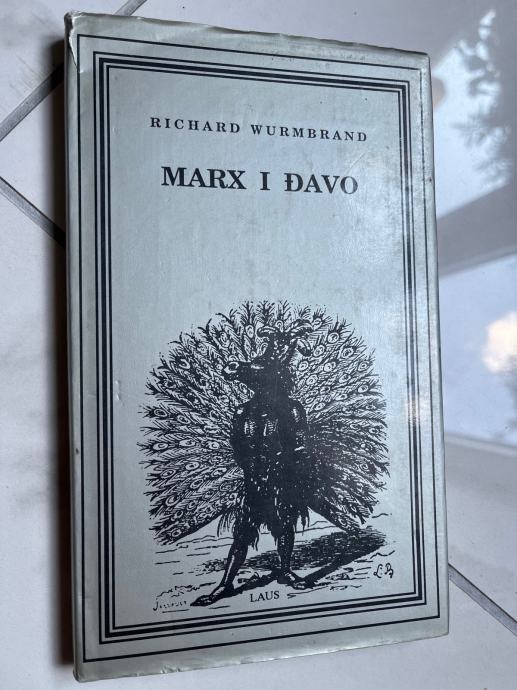 RICHARD WURMBRAND
MARX I ĐAVO
L.B
LAUS